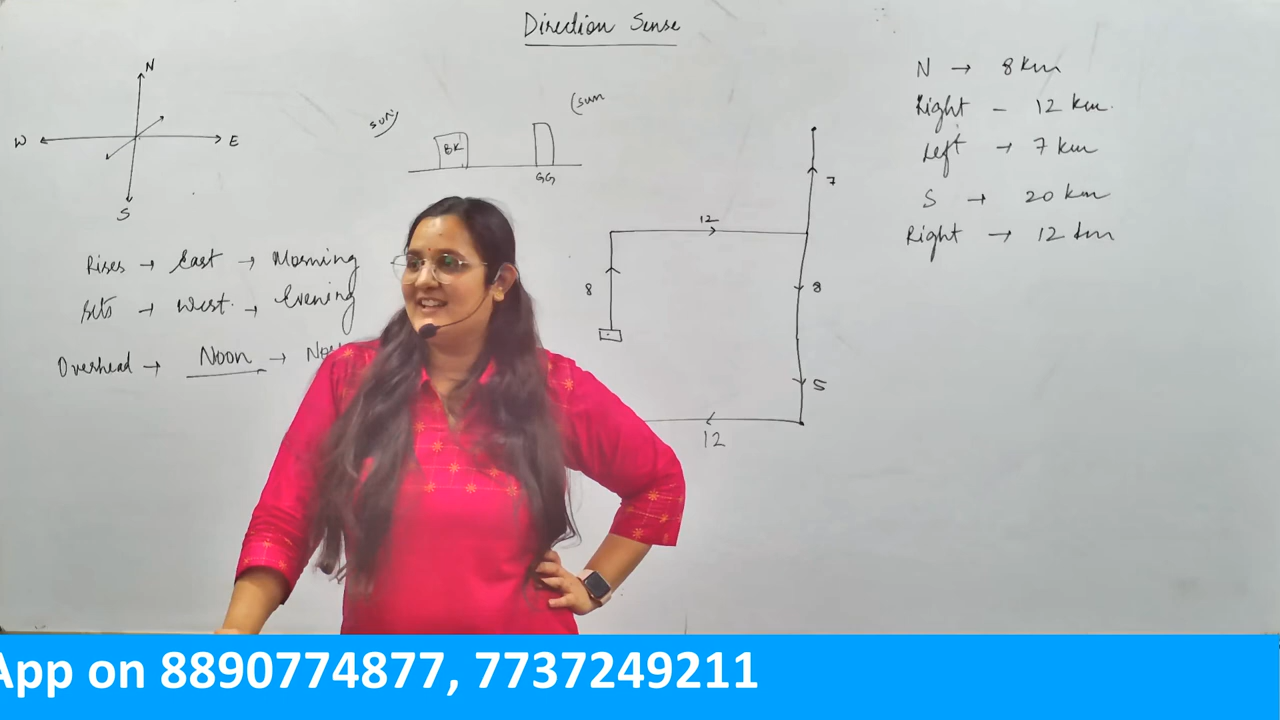 Direction Sense
N
W
E
S
sun
(sun
BK
GG
Rises → East → Morning
Sets → West. → Evening
Overhead → Noon →
12
7
8
8
5
12
N → 8 km
Right - 12 km.
Left → 7 km
S → 20 km
Right → 12 km
App on 8890774877, 7737249211